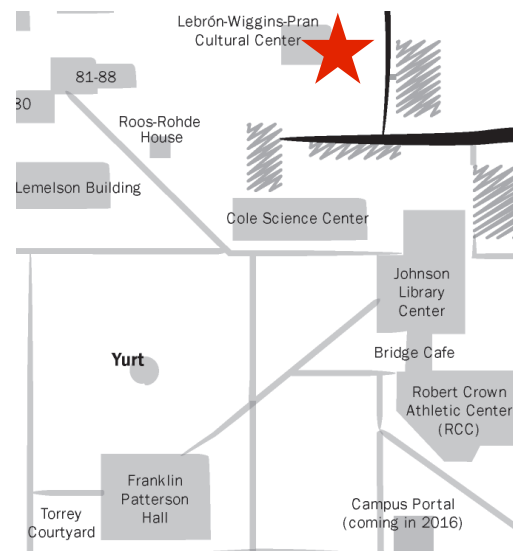 Lebrón-Wiggins-Pran
Cultural Center
81-88
80
Roos-Rohde
House
Lemelson Building
Cole Science Center
Johnson
Library
Center
Bridge Cafe
Yurt
Robert Crown
Athletic Center
(RCC)
Franklin
Patterson
Hall
Torrey
Courtyard
Campus Portal
(coming in 2016)